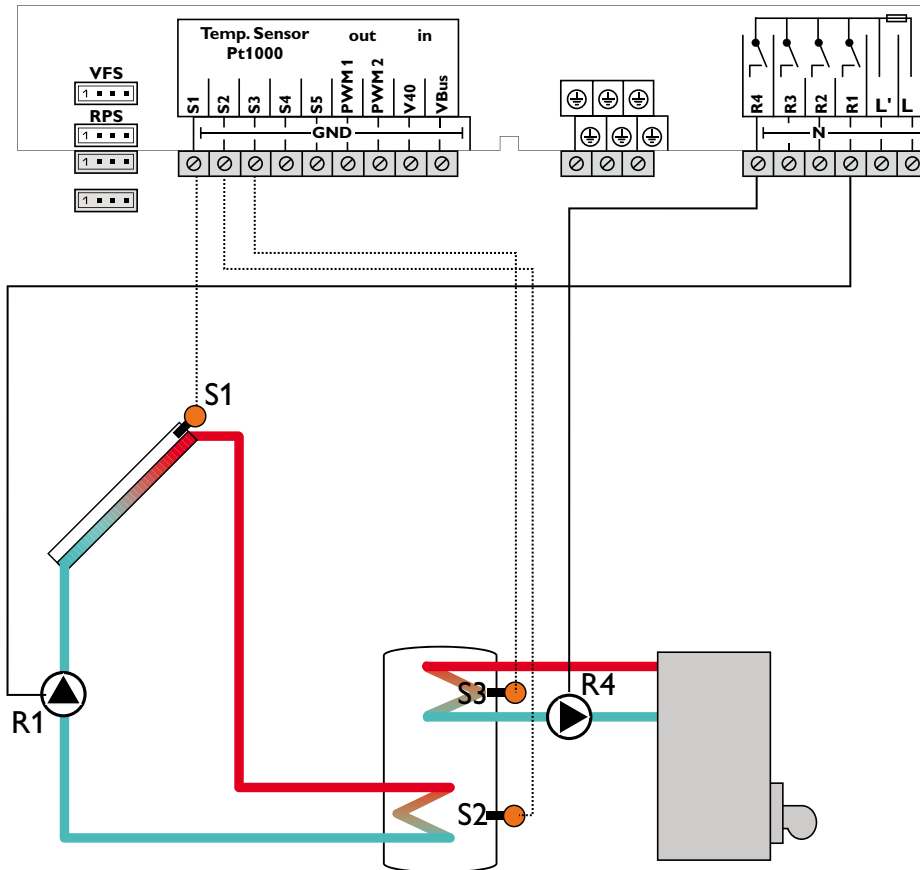 Temp. Sensor
Pt1000
out
in
VFS
1
RPS
1
1
1
S1
S2
S3
S4
S5
PWM 1
PWM 2
V40
VBus
GND
R4
R3
R2
R1
L'
L
N
S1
R1
S3
R4
S2